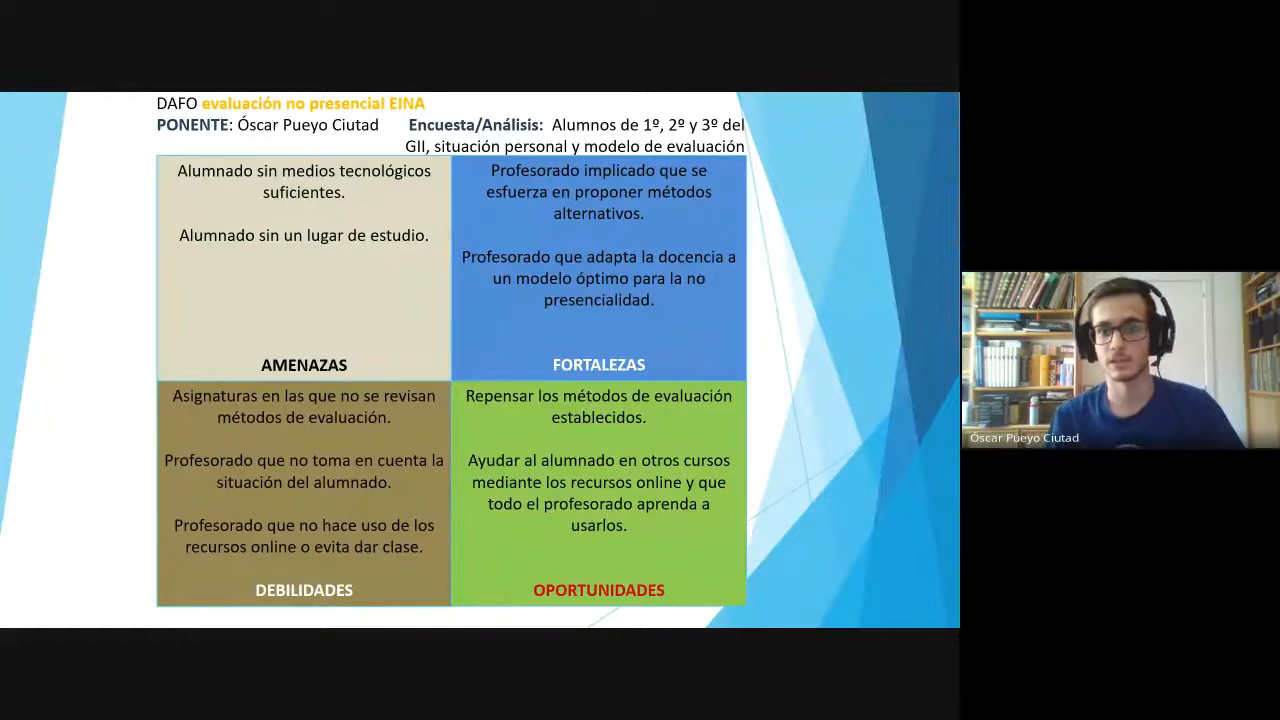 DAFO evaluación no presencial EINA
PONENTE: Óscar Pueyo Ciutad Encuesta/Análisis: Alumnos de 1º, 2º y 3º del
GII, situación personal y modelo de evaluación
Alumnado sin medios tecnológicos
suficientes.
Alumnado sin un lugar de estudio.
AMENAZAS
Profesorado implicado que se
esfuerza en proponer métodos
alternativos.
Profesorado que adapta la docencia a
un modelo óptimo para la no
presencialidad.
FORTALEZAS
Asignaturas en las que no se revisan
métodos de evaluación.
Profesorado que no toma en cuenta la
situación del alumnado.
Profesorado que no hace uso de los
recursos online o evita dar clase.
DEBILIDADES
Repensar los métodos de evaluación
establecidos.
Ayudar al alumnado en otros cursos
mediante los recursos online y que
todo el profesorado aprenda a
usarlos.
OPORTUNIDADES
Óscar Pueyo Ciutad